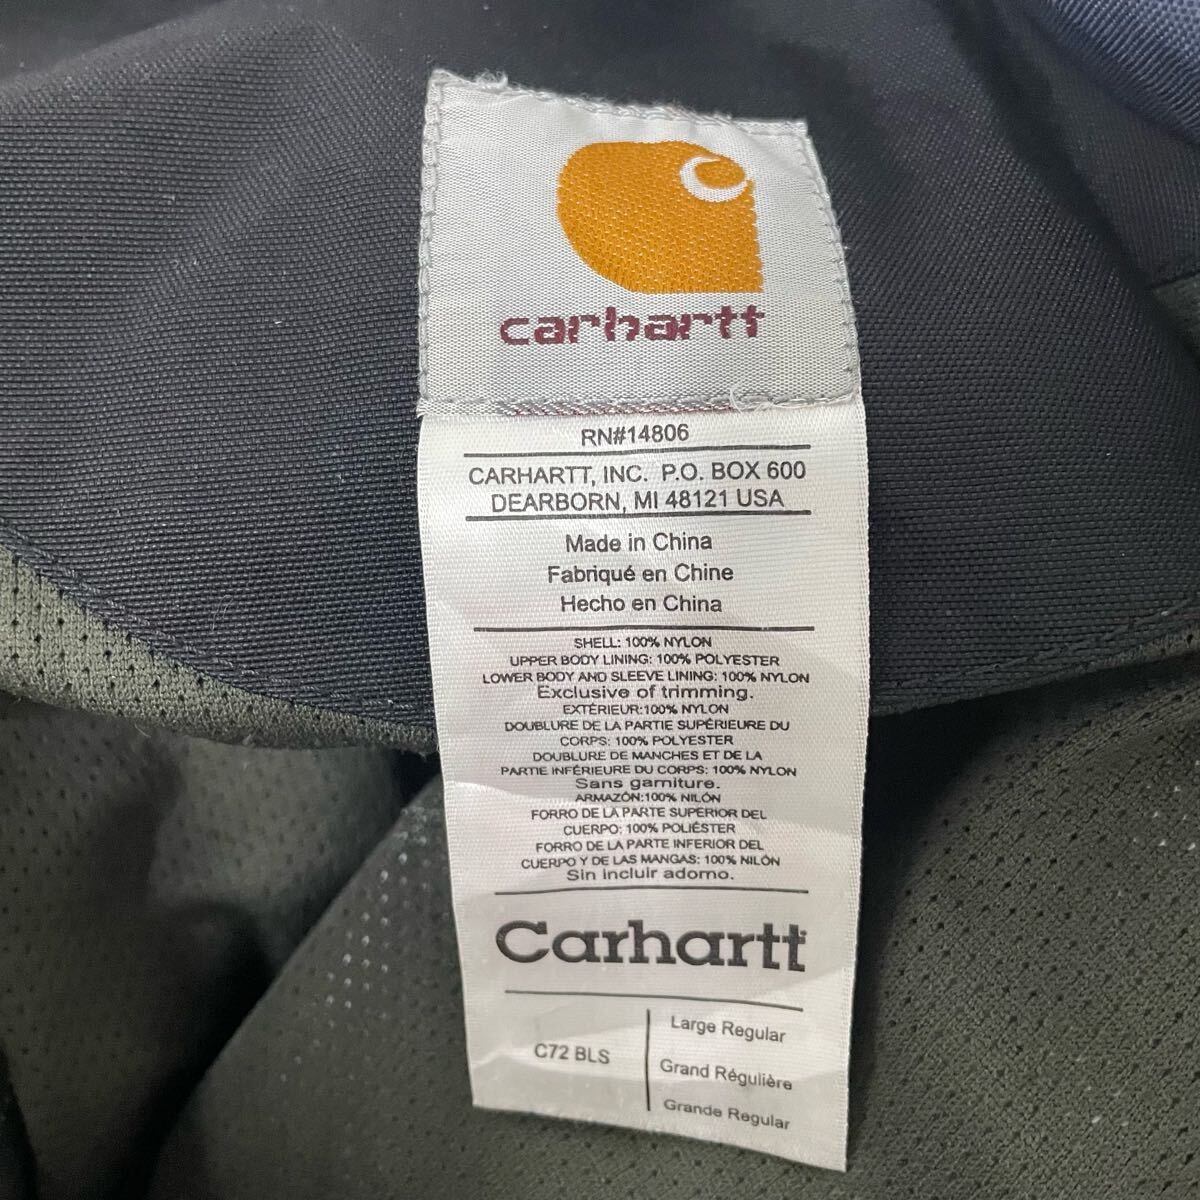 carhartt
RN#14806
CARHARTT, INC. P.O. BOX 600
DEARBORN, MI 48121 USA
Made in China
Fabriqué en Chine
Hecho en China
SHELL: 100% NYLON
UPPER BODY LINING: 100% POLYESTER
LOWER BODY AND SLEEVE LINING: 100% NYLON
Exclusive of trimming.
EXTÉRIEUR:100% NYLON
DOUBLURE DE LA PARTIE SUPÉRIEURE DU
CORPS: 100% POLYESTER
DOUBLURE DE MANCHES ET DE LA
PARTIE INFÉRIEURE DU CORPS: 100% NYLON
Sans garniture.
ARMAZÓN:100% NILÓN
FORRO DE LA PARTE SUPERIOR DEL
CUERPO: 100% POLIÉSTER
FORRO DE LA PARTE INFERIOR DEL
CUERPO Y DE LAS MANGAS: 100% NILÓN
Sin incluir adorno.
Carhartt
C72 BLS
Large Regular
Grand Régulière
Grande Regular